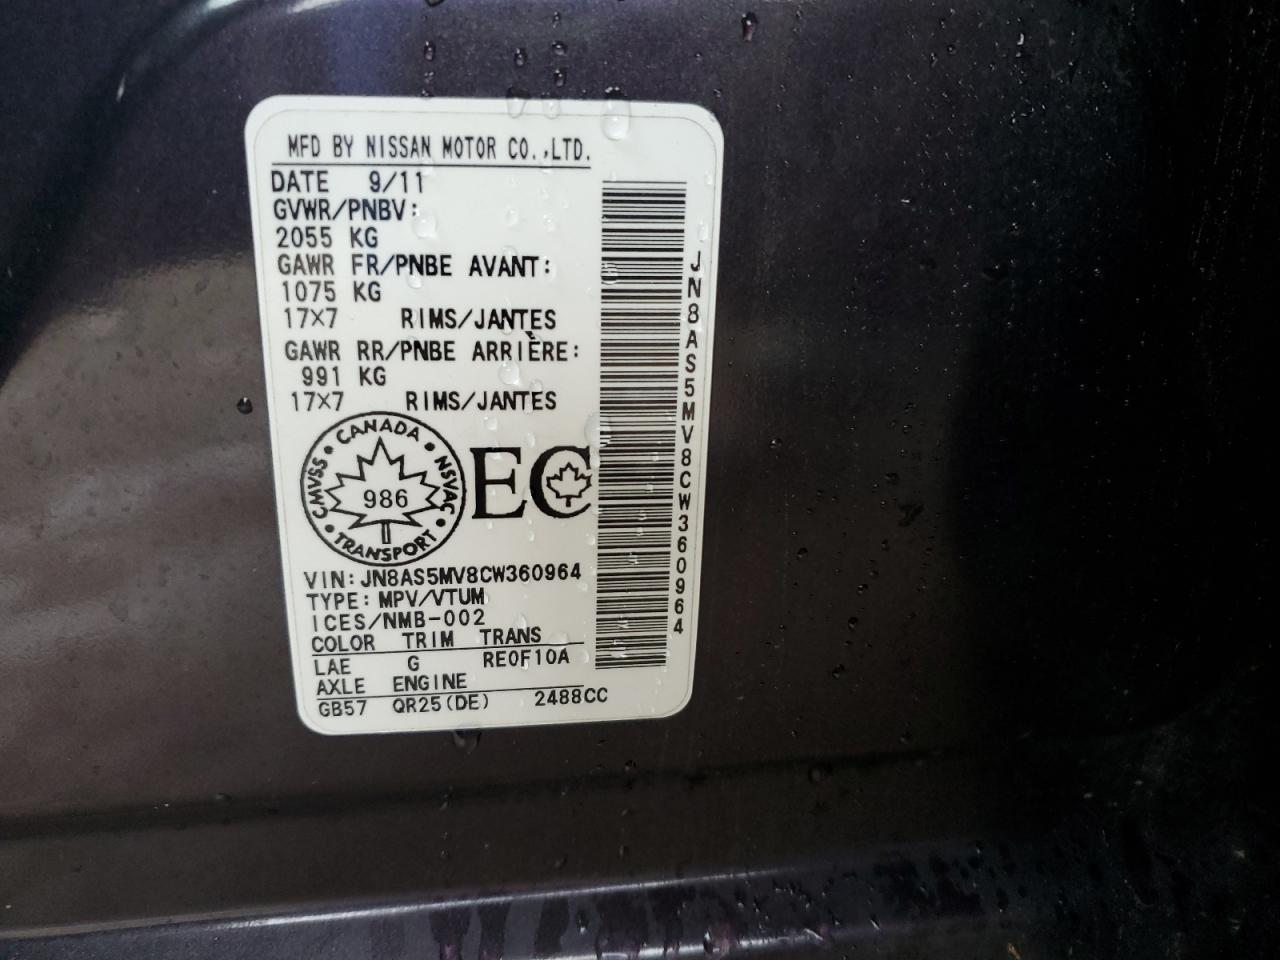 MFD BY NISSAN MOTOR CO.,LTD.
DATE 9/11
GVWR/PNBV:
2055 KG
GAWR FR/PNBE AVANT:
1075 KG
17×7 RIMS/JANTES
GAWR RR/PNBE ARRIÈRE:
991 KG
17×7 RIMS/JANTES
CANADA • NSVAC • TRANSPORT • CMVSS •
986
EC
VIN: JN8AS5MV8CW360964
TYPE: MPV/VTUM
ICES/NMB-002
COLOR TRIM TRANS
LAE G RE0F10A
AXLE ENGINE
GB57 QR25(DE) 2488CC
JN8AS5MV8CW360964